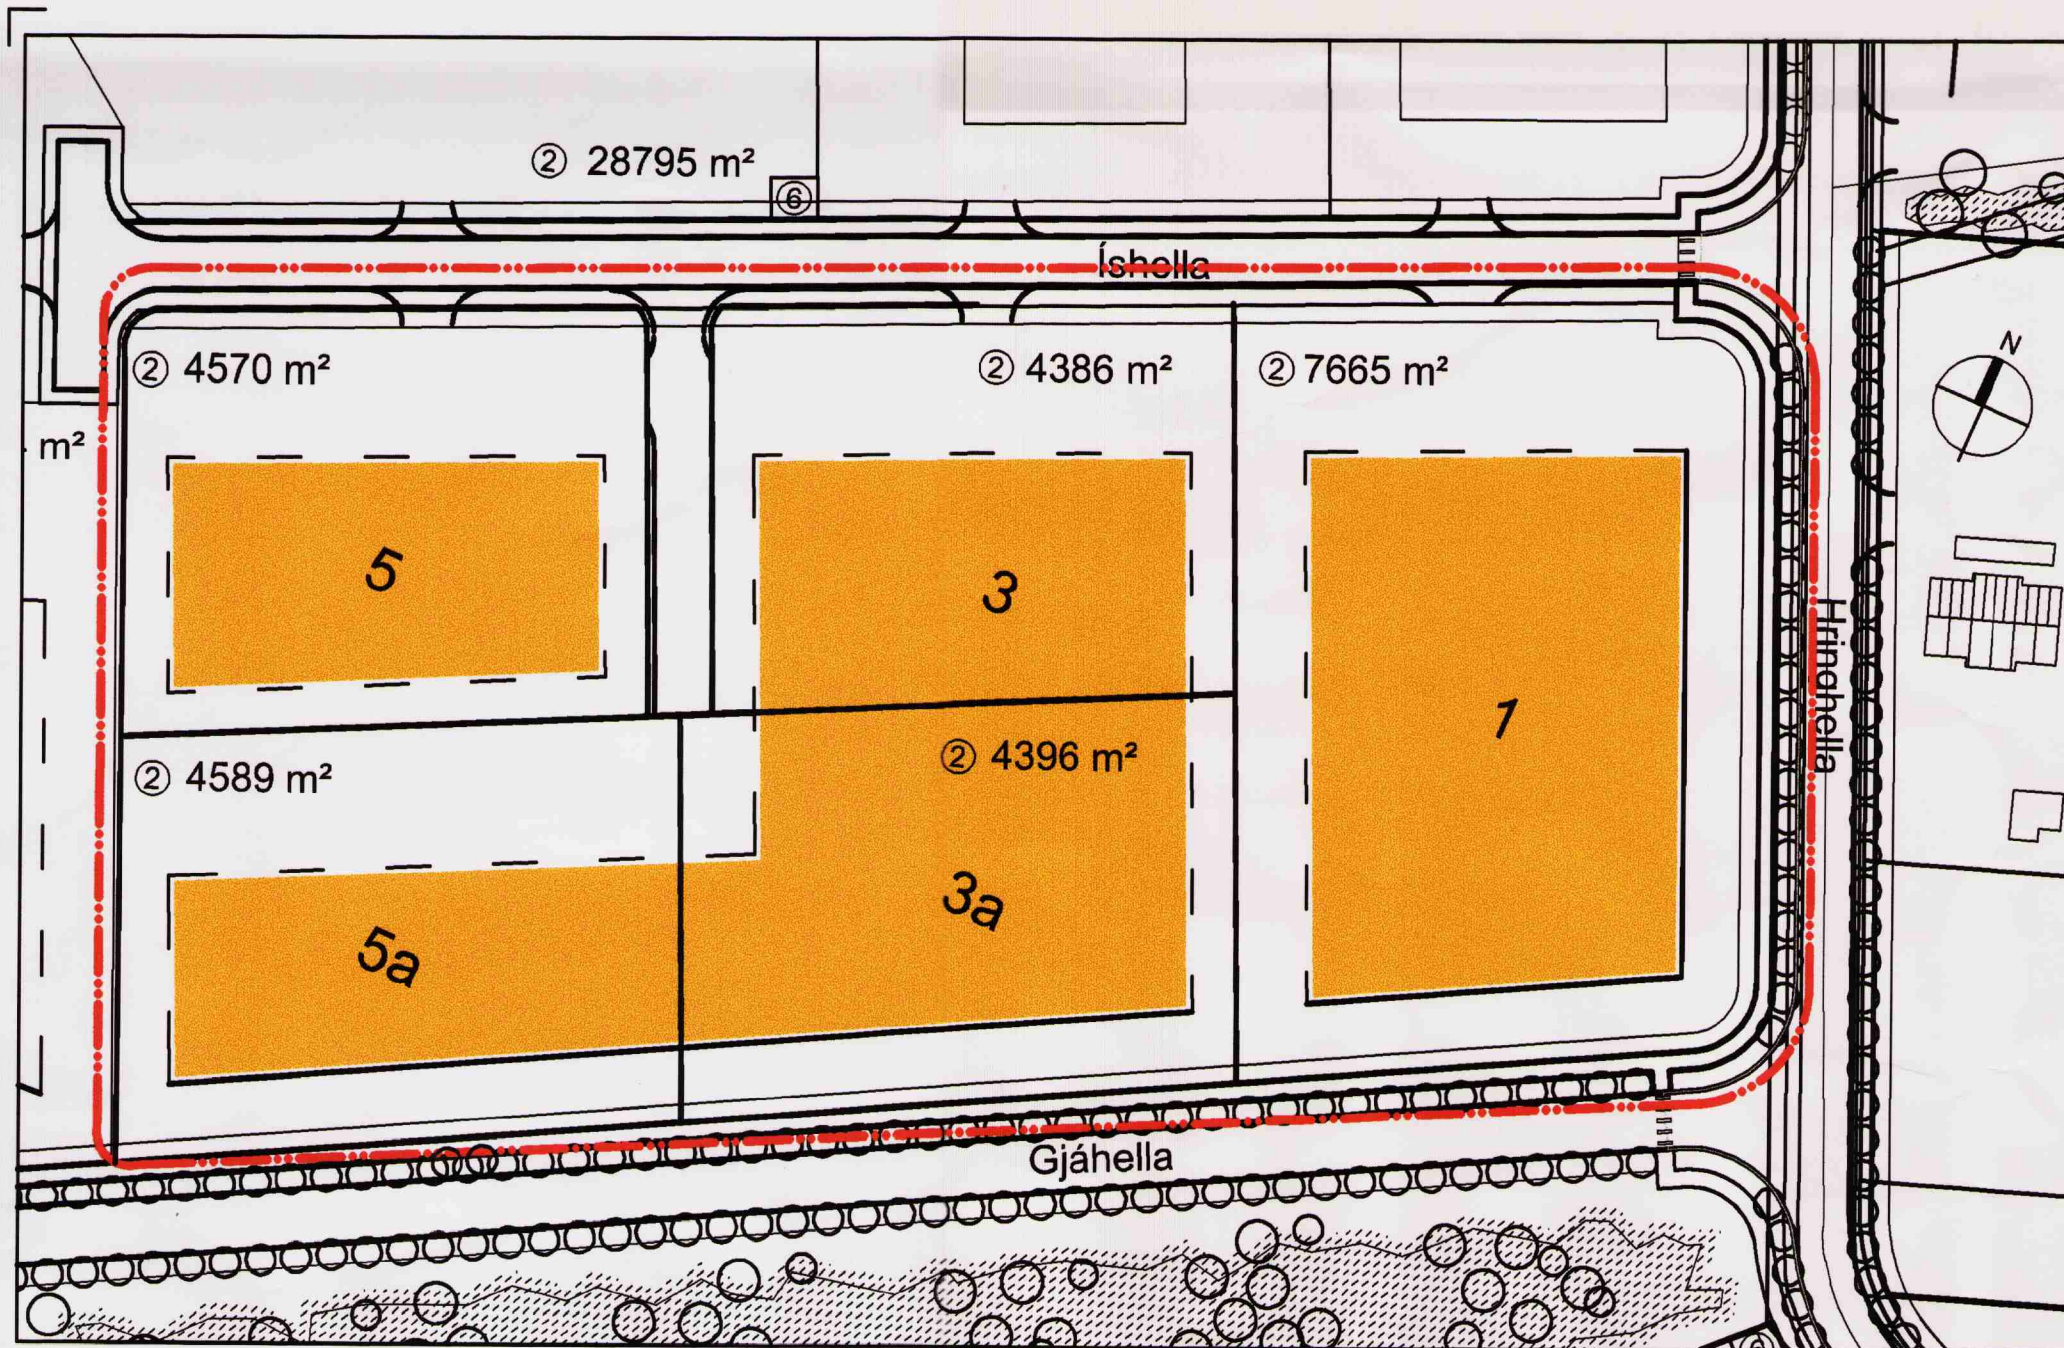 ② 28795 m²
⑥
Íshella
② 4570 m²
② 4386 m²
② 7665 m²
N
m²
5
3
1
Hringhella
② 4396 m²
② 4589 m²
3a
5a
Gjáhella